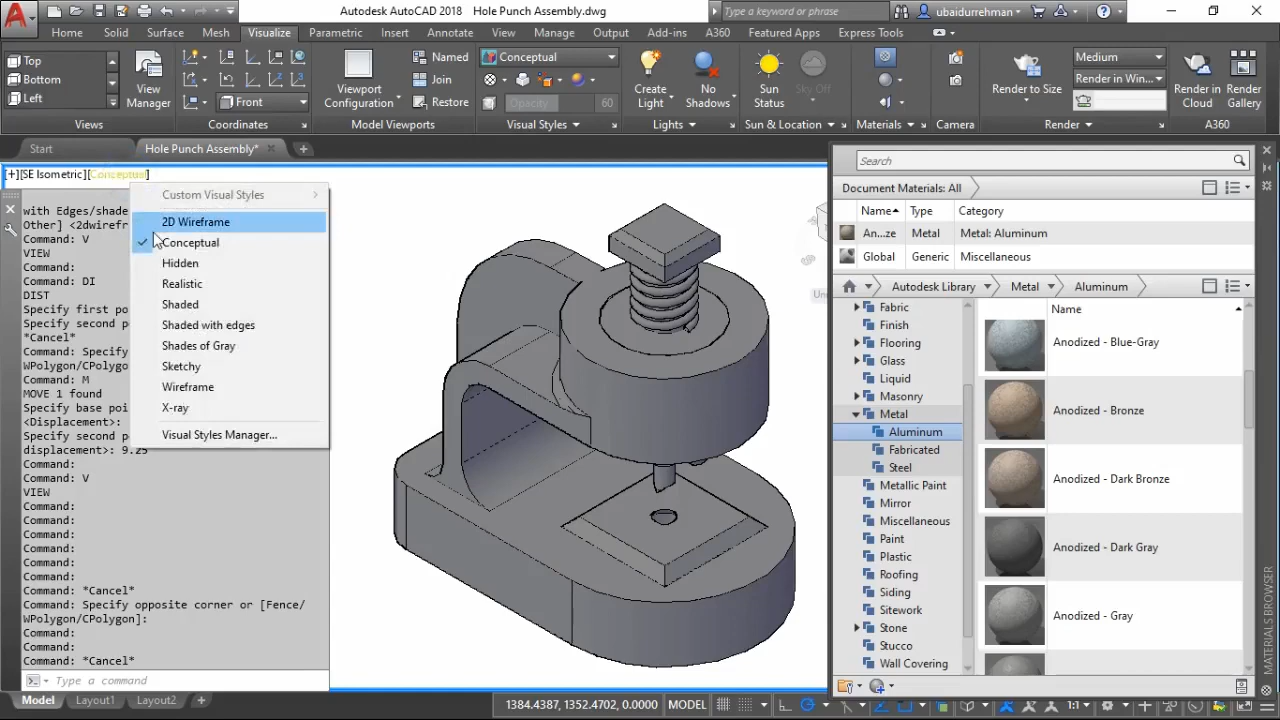 Autodesk AutoCAD 2018 Hole Punch Assembly.dwg
Type a keyword or phrase
ubaidurrehman
Home Solid Surface Mesh Visualize Parametric Insert Annotate View Manage Output Add-ins A360 Featured Apps Express Tools
Top
Bottom
Left
View
Manager
Views
Front
Coordinates
Viewport
Configuration
Named
Join
Restore
Model Viewports
Conceptual
Opacity 60
Visual Styles
Create
Light
No
Shadows
Lights
Sun
Status
Sky Off
Sun & Location
Materials
Camera
Render to Size
Medium
Render in Win...
Render
Render in
Cloud
Render
Gallery
A360
Start
Hole Punch Assembly*
[+][SE Isometric][Conceptual]
Custom Visual Styles
2D Wireframe
Conceptual
Hidden
Realistic
Shaded
Shaded with edges
Shades of Gray
Sketchy
Wireframe
X-ray
Visual Styles Manager...
with Edges/shade
Other] <2dwirefr
Command: V
VIEW
Command:
Command: DI
DIST
Specify first po
Specify second p
*Cancel*
Command: Specify
WPolygon/CPolygo
Command: M
MOVE 1 found
Specify base poi
<Displacement>:
Specify second p
displacement>: 9.25
Command:
Command: V
VIEW
Command:
Command:
Command:
Command:
Command:
Command:
Command: *Cancel*
Command: Specify opposite corner or [Fence/
WPolygon/CPolygon]:
Command:
Command:
Command: *Cancel*
Type a command
Search
Document Materials: All
Name Type Category
An...ze Metal Metal: Aluminum
Global Generic Miscellaneous
Autodesk Library Metal Aluminum
Fabric
Finish
Flooring
Glass
Liquid
Masonry
Metal
Aluminum
Fabricated
Steel
Metallic Paint
Mirror
Miscellaneous
Paint
Plastic
Roofing
Siding
Sitework
Stone
Stucco
Wall Covering
Name
Anodized - Blue-Gray
Anodized - Bronze
Anodized - Dark Bronze
Anodized - Dark Gray
Anodized - Gray
MATERIALS BROWSER
Model Layout1 Layout2
1384.4387, 1352.4702, 0.0000 MODEL
1:1